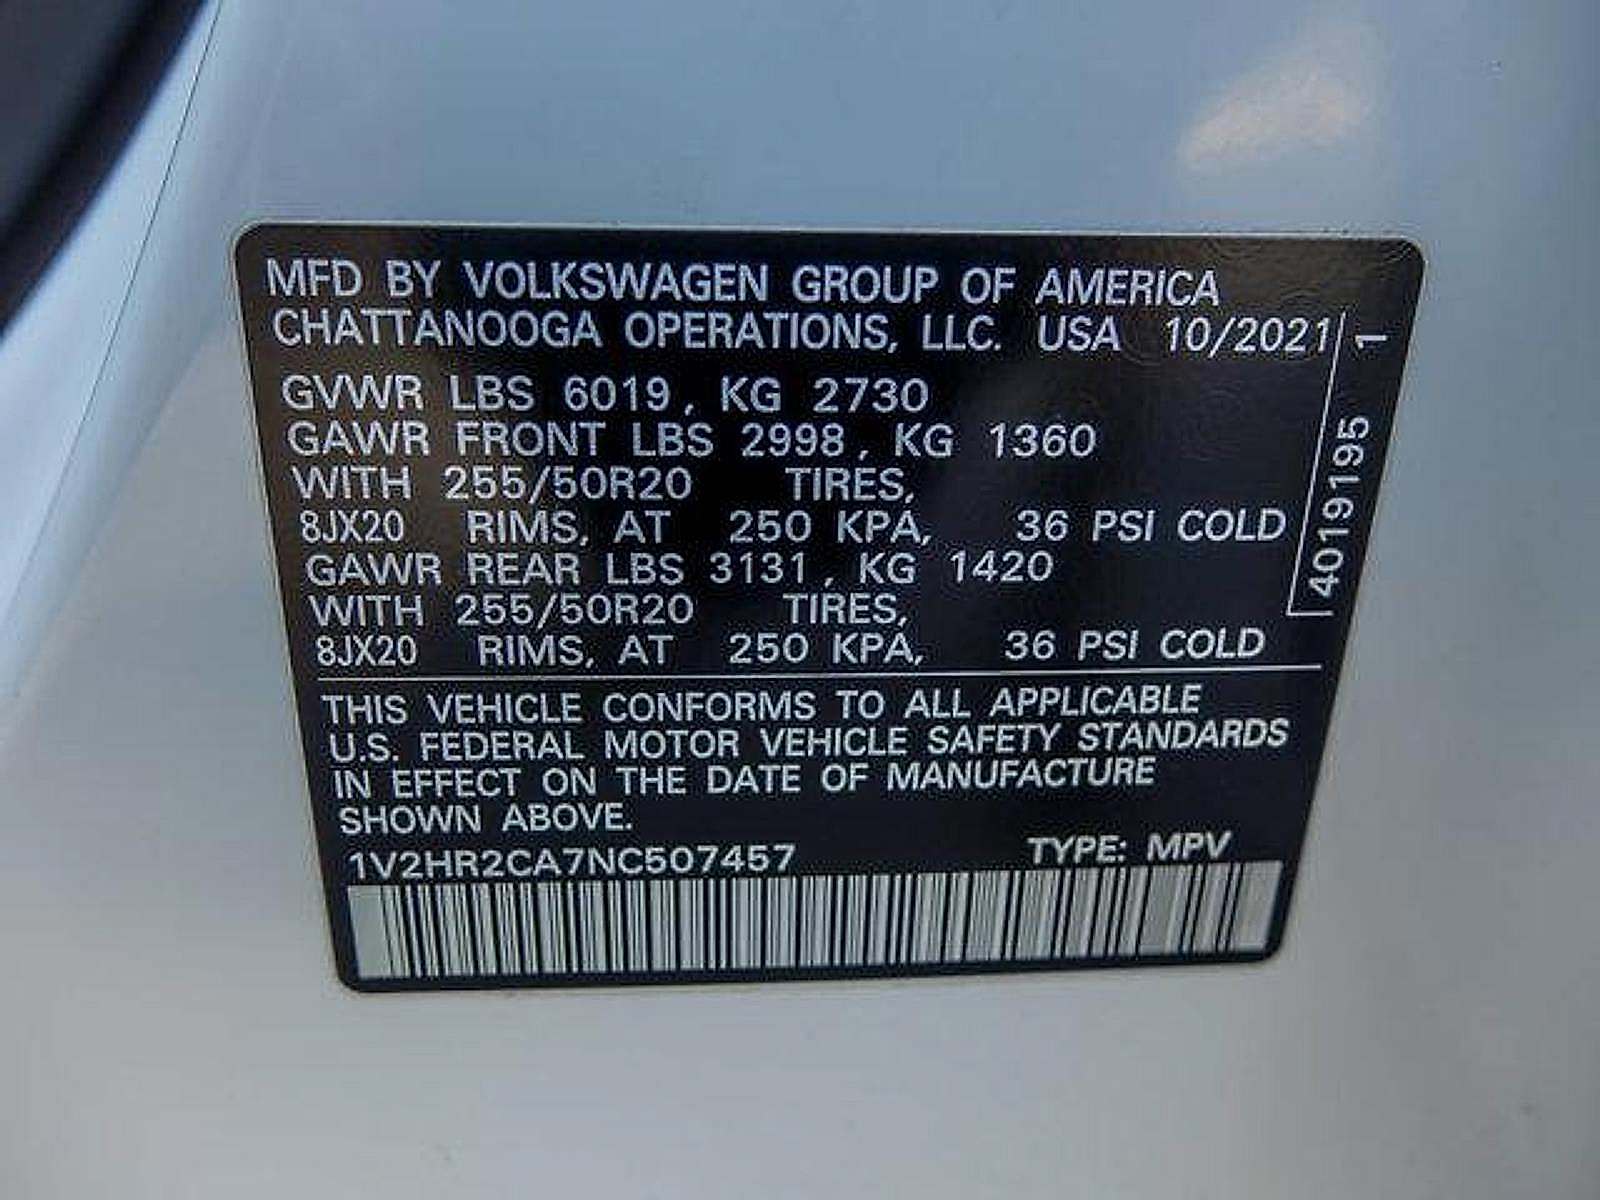 MFD BY VOLKSWAGEN GROUP OF AMERICA
CHATTANOOGA OPERATIONS, LLC. USA 10/2021
GVWR LBS 6019, KG 2730
GAWR FRONT LBS 2998, KG 1360
WITH 255/50R20 TIRES,
8JX20 RIMS, AT 250 KPA, 36 PSI COLD
GAWR REAR LBS 3131, KG 1420
WITH 255/50R20 TIRES,
8JX20 RIMS, AT 250 KPA, 36 PSI COLD
4019195 1
THIS VEHICLE CONFORMS TO ALL APPLICABLE
U.S. FEDERAL MOTOR VEHICLE SAFETY STANDARDS
IN EFFECT ON THE DATE OF MANUFACTURE
SHOWN ABOVE.
1V2HR2CA7NC507457 TYPE: MPV